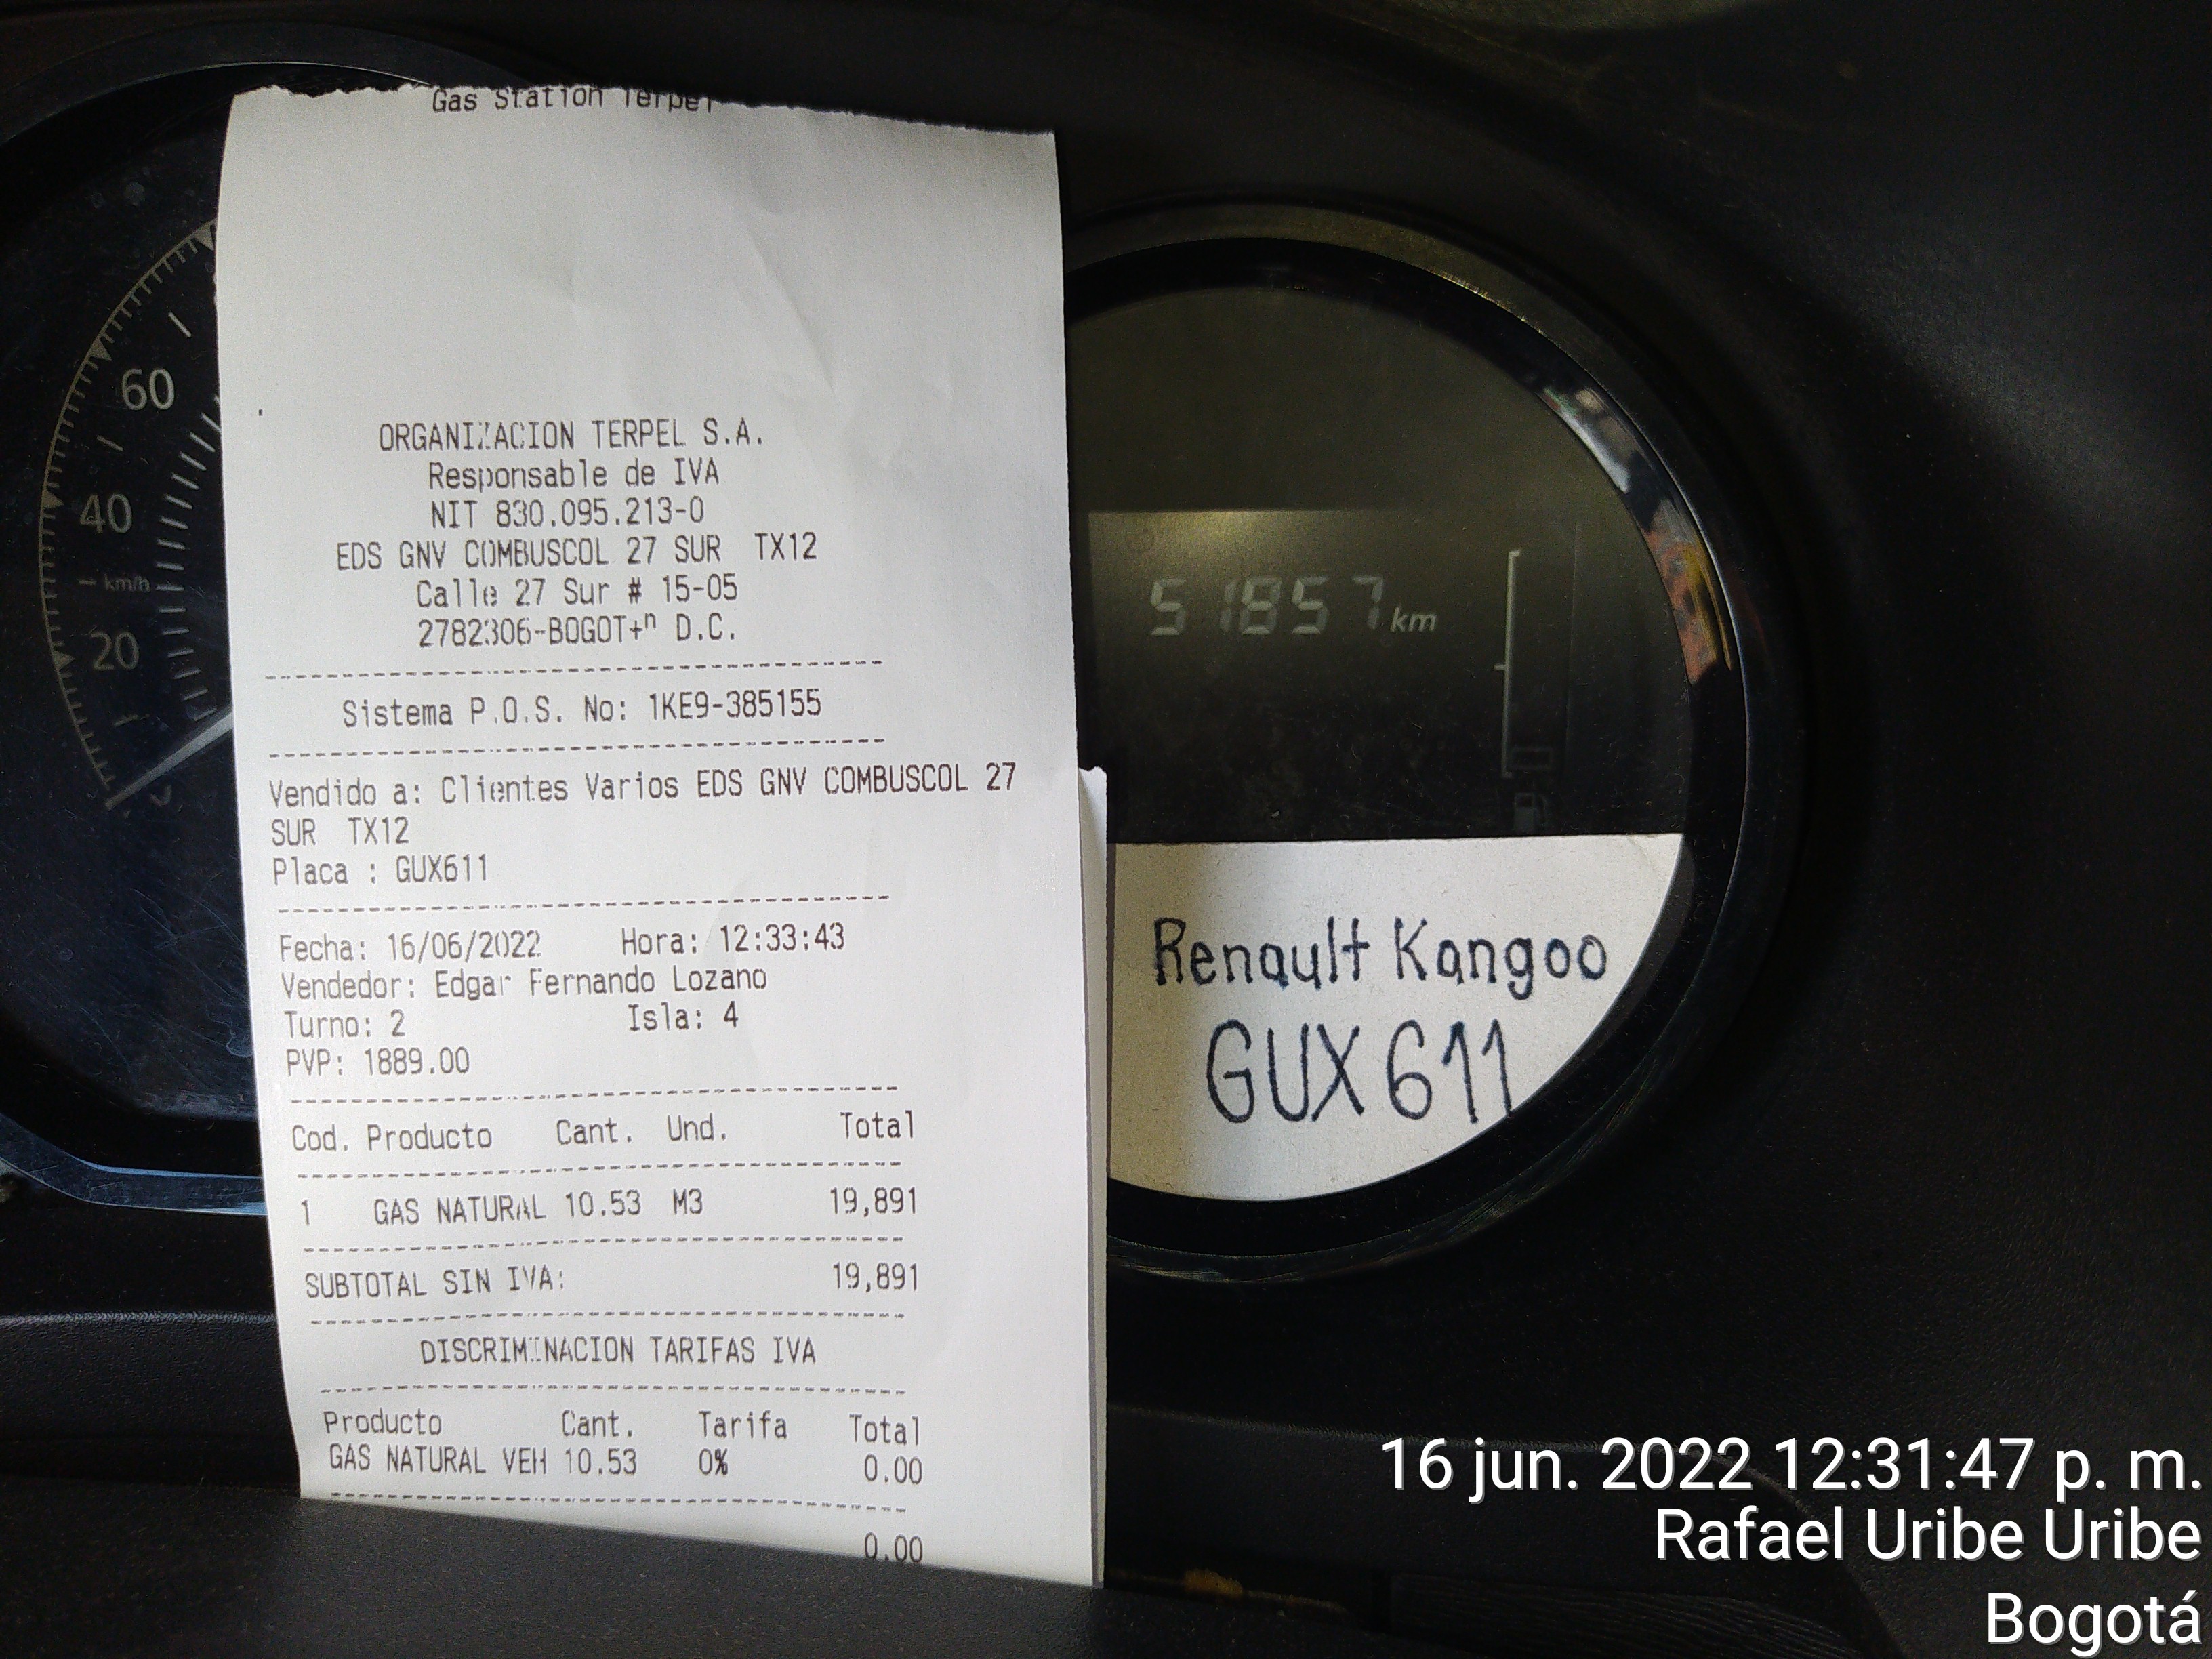 Gas Station Terpel
ORGANIZACION TERPEL S.A.
Responsable de IVA
NIT 830.095.213-0
EDS GNV COMBUSCOL 27 SUR TX12
Calle 27 Sur # 15-05
2782306-BOGOT+ⁿ D.C.
Sistema P.O.S. No: 1KE9-385155
Vendido a: Clientes Varios EDS GNV COMBUSCOL 27
SUR TX12
Placa : GUX611
Fecha: 16/06/2022 Hora: 12:33:43
Vendedor: Edgar Fernando Lozano
Turno: 2 Isla: 4
PVP: 1889.00
Cod. Producto Cant. Und. Total
1 GAS NATURAL 10.53 M3 19,891
SUBTOTAL SIN IVA: 19,891
DISCRIMINACION TARIFAS IVA
Producto Cant. Tarifa Total
GAS NATURAL VEH 10.53 0% 0.00
0.00
60
40
km/h
20
51857 km
Renault Kangoo
GUX611
16 jun. 2022 12:31:47 p. m.
Rafael Uribe Uribe
Bogotá